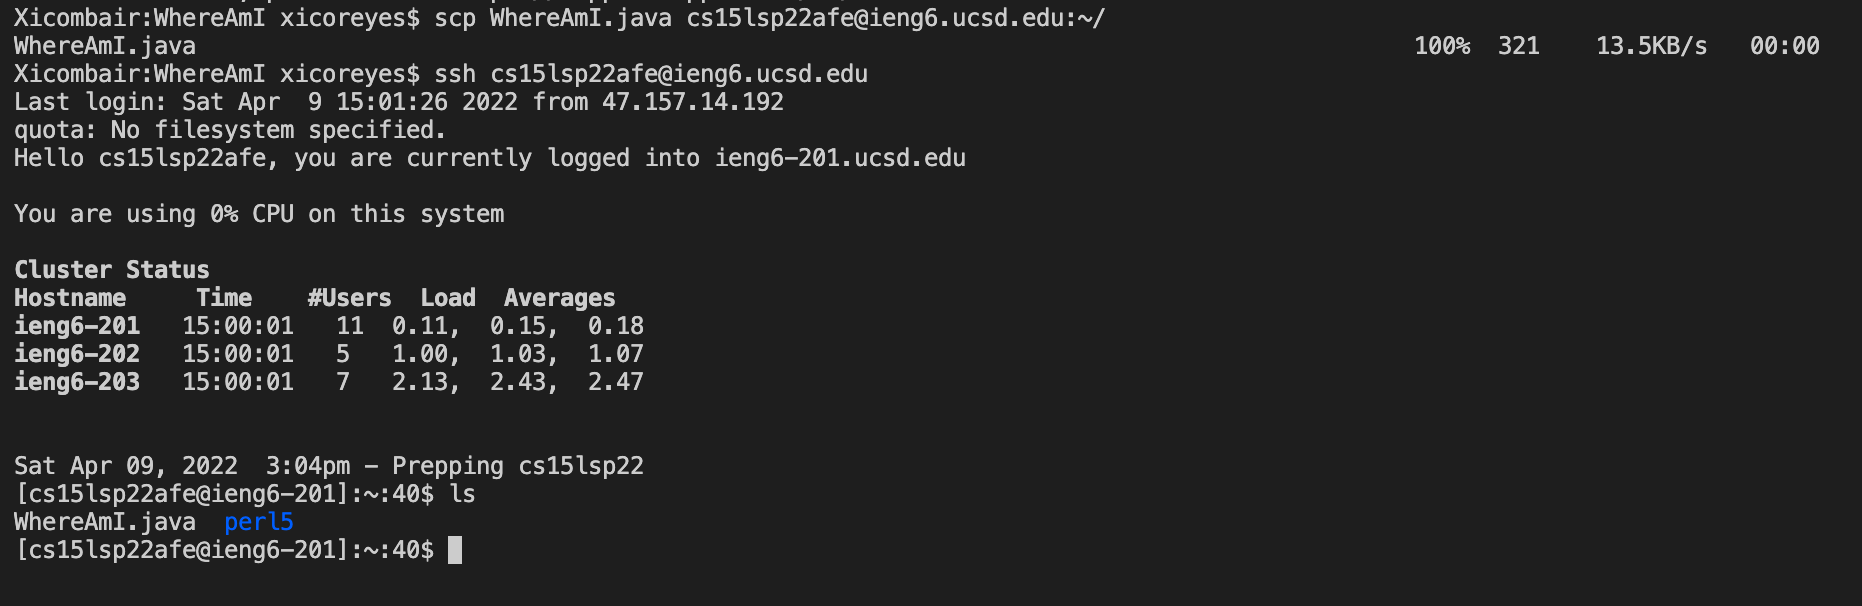 Xicombair:WhereAmI xicoreyes$ scp WhereAmI.java cs15lsp22afe@ieng6.ucsd.edu:~/
WhereAmI.java 100% 321 13.5KB/s 00:00
Xicombair:WhereAmI xicoreyes$ ssh cs15lsp22afe@ieng6.ucsd.edu
Last login: Sat Apr  9 15:01:26 2022 from 47.157.14.192
quota: No filesystem specified.
Hello cs15lsp22afe, you are currently logged into ieng6-201.ucsd.edu
You are using 0% CPU on this system
Cluster Status
Hostname     Time    #Users  Load  Averages
ieng6-201   15:00:01   11  0.11,  0.15,  0.18
ieng6-202   15:00:01   5   1.00,  1.03,  1.07
ieng6-203   15:00:01   7   2.13,  2.43,  2.47
Sat Apr 09, 2022  3:04pm - Prepping cs15lsp22
[cs15lsp22afe@ieng6-201]:~:40$ ls
WhereAmI.java  perl5
[cs15lsp22afe@ieng6-201]:~:40$